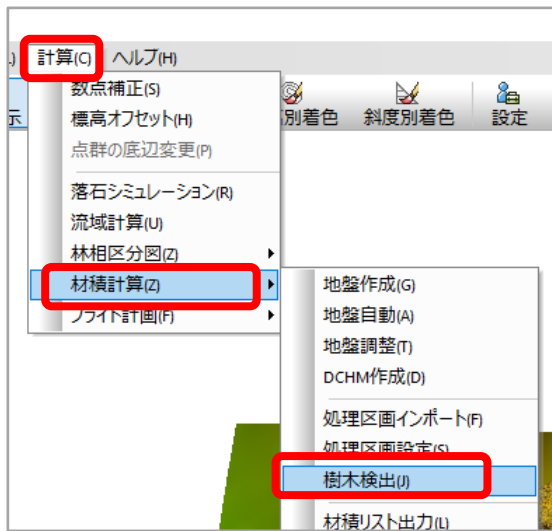 計算(C) ヘルプ(H)
数点補正(S)
標高オフセット(H)
点群の底辺変更(P)
落石シミュレーション(R)
流域計算(U)
林相区分図(Z)
材積計算(Z)
フライト計画(F)
示
別着色 斜度別着色 設定
地盤作成(G)
地盤自動(A)
地盤調整(T)
DCHM作成(D)
処理区画インポート(F)
処理区画設定(S)
樹木検出(J)
材積リスト出力(L)